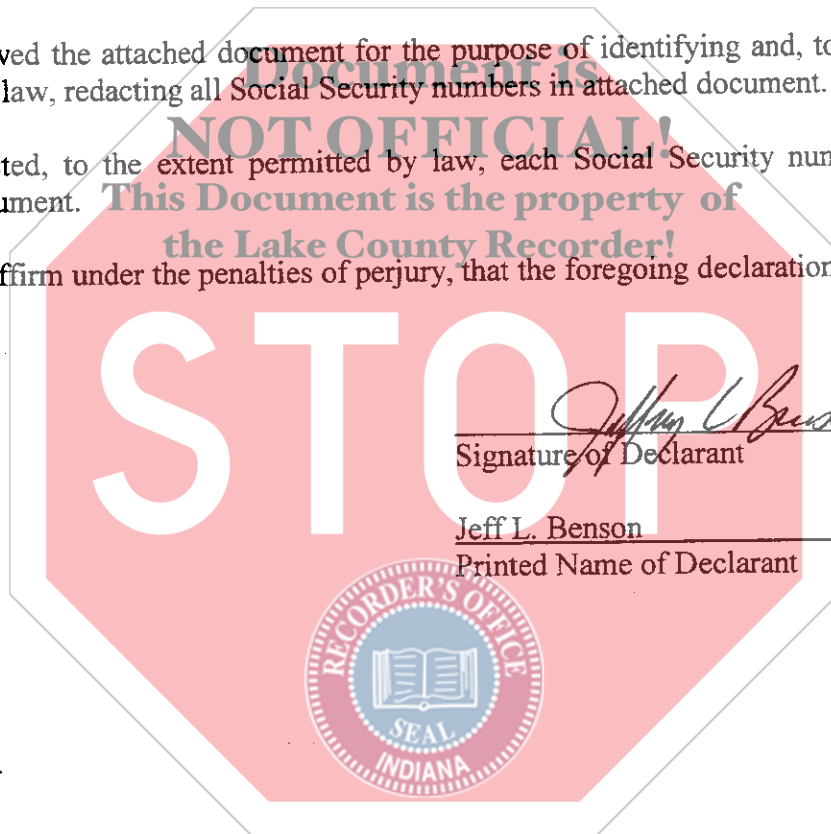 ved the attached document for the purpose of identifying and, to
Document is
law, redacting all Social Security numbers in attached document.
NOT OFFICIAL!
ted, to the extent permitted by law, each Social Security num
ument.
This Document is the property of
the Lake County Recorder!
ffirm under the penalties of perjury, that the foregoing declaration
STOP
Jeffrey L Bens
Signature of Declarant
Jeff L. Benson
Printed Name of Declarant
RECORDER'S OFFICE
SEAL
INDIANA